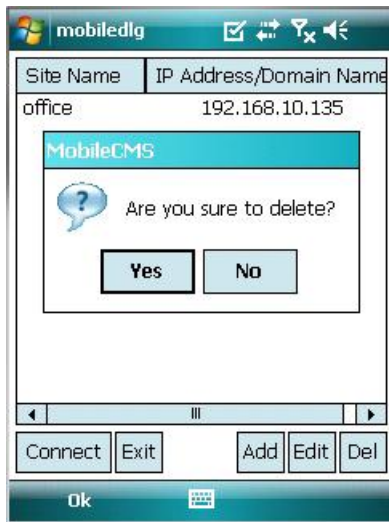 mobiledlg
Site Name IP Address/Domain Name
office 192.168.10.135
MobileCMS
Are you sure to delete?
Yes No
Connect Exit Add Edit Del
Ok